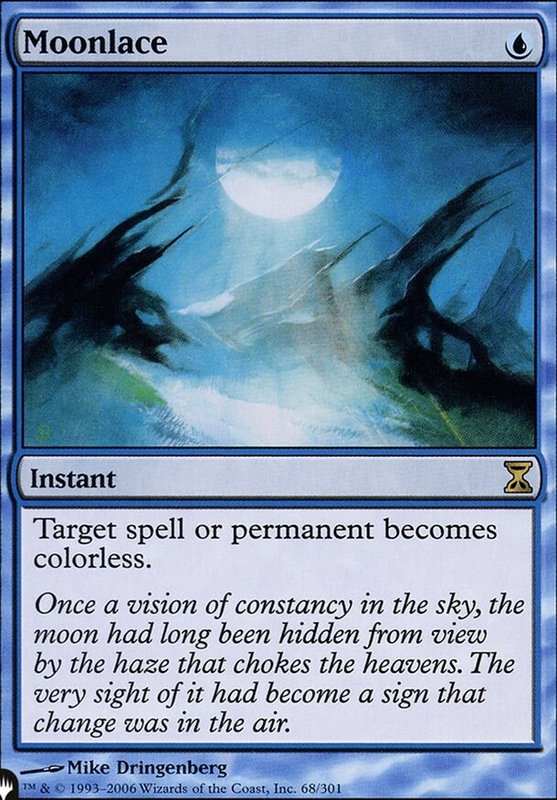 Moonlace
Instant
Target spell or permanent becomes
colorless.
Once a vision of constancy in the sky, the
moon had long been hidden from view
by the haze that chokes the heavens. The
very sight of it had become a sign that
change was in the air.
Mike Dringenberg
™ & © 1993–2006 Wizards of the Coast, Inc. 68/301